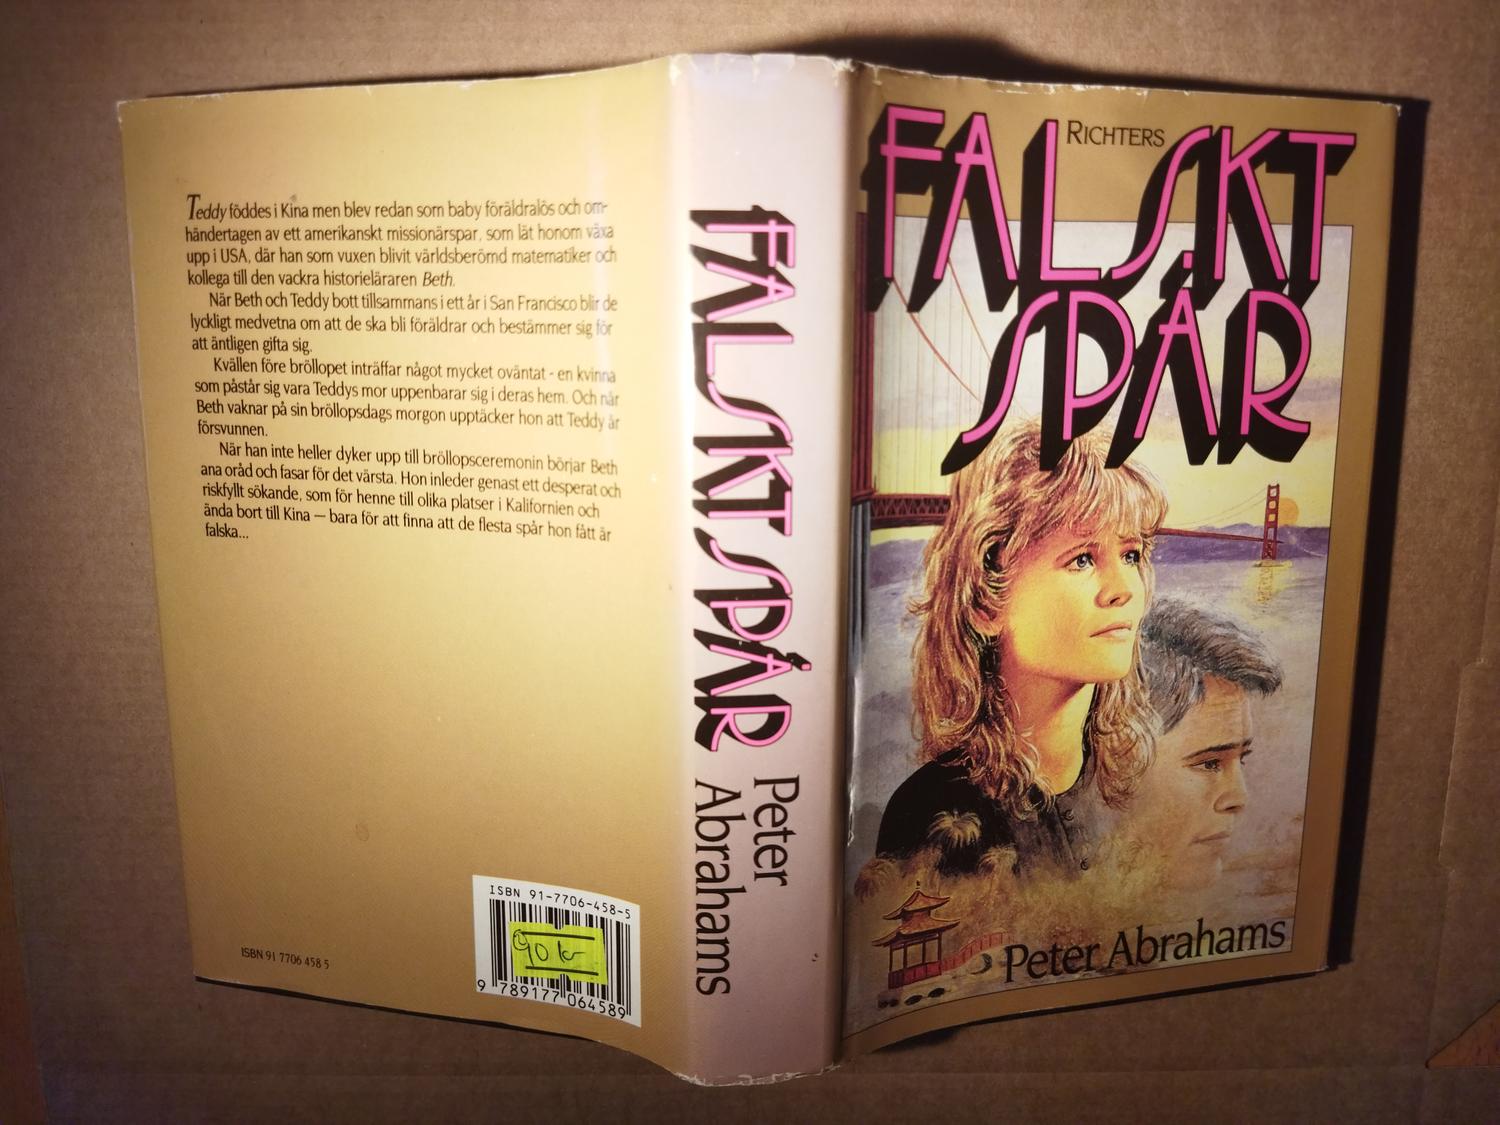 Teddy föddes i Kina men blev redan som baby föräldralös och om-
händertagen av ett amerikanskt missionärspar, som lät honom växa
upp i USA, där han som vuxen blivit världsberömd matematiker och
kollega till den vackra historieläraren Beth.
När Beth och Teddy bott tillsammans i ett år i San Francisco blir de
lyckligt medvetna om att de ska bli föräldrar och bestämmer sig för
att äntligen gifta sig.
Kvällen före bröllopet inträffar något mycket oväntat - en kvinna
som påstår sig vara Teddys mor uppenbarar sig i deras hem. Och när
Beth vaknar på sin bröllopsdags morgon upptäcker hon att Teddy är
försvunnen.
När han inte heller dyker upp till bröllopsceremonin börjar Beth
ana oråd och fasar för det värsta. Hon inleder genast ett desperat och
riskfyllt sökande, som för henne till olika platser i Kalifornien och
ända bort till Kina — bara för att finna att de flesta spår hon fått är
falska...
ISBN 91 7706 458 5
ISBN 91-7706-458-5
90 kr
9 789177 064589
FALSKT SPÅR
Peter
Abrahams
RICHTERS
FALSKT
SPÅR
Peter Abrahams